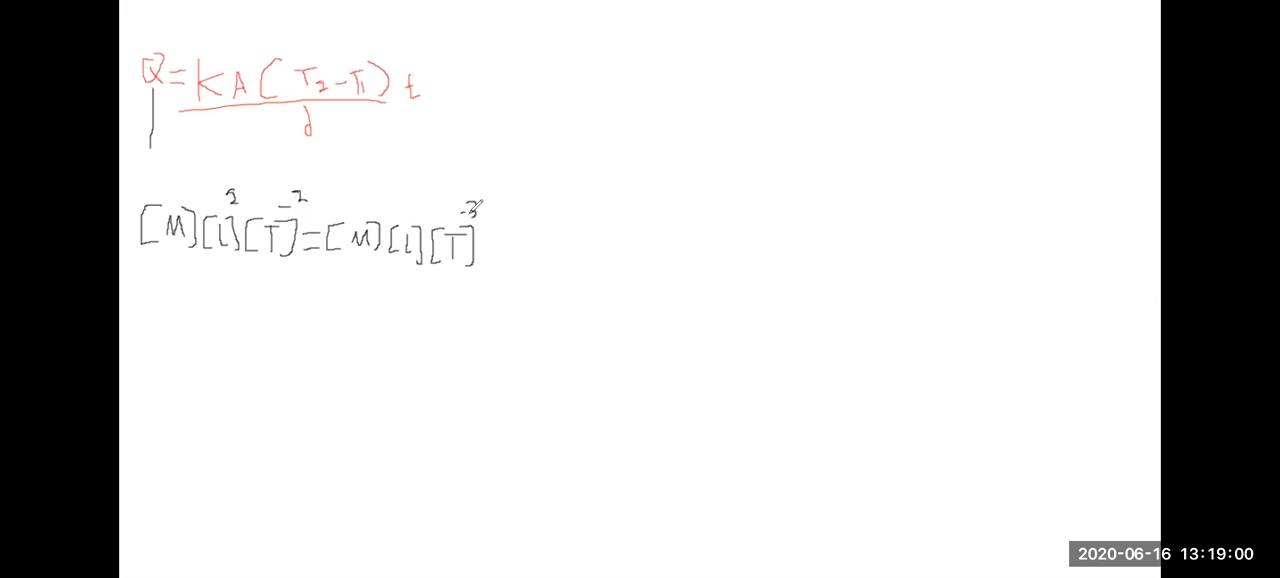 Q = KA(T₂-T₁) t
d
[M][L]²[T]⁻² = [M][L][T]⁻³
2020-06-16 13:19:00